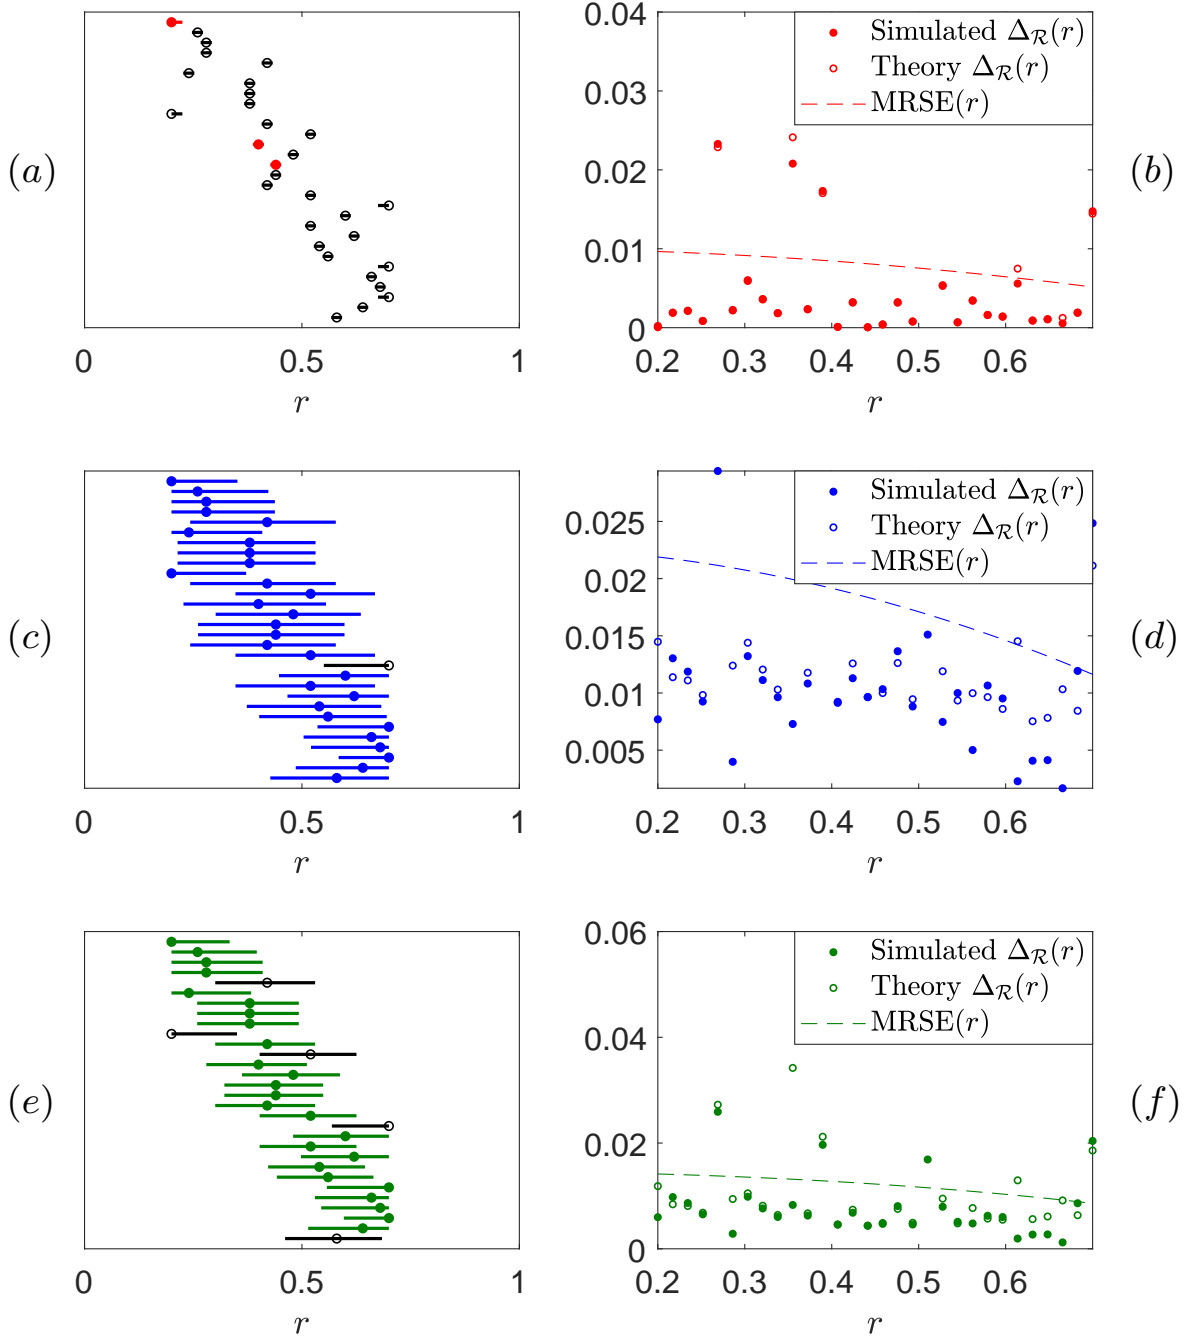 (a)
0 0.5 1
r
0.04
0.03
0.02
0.01
0
Simulated Δ_ℛ(r)
Theory Δ_ℛ(r)
MRSE(r)
0.2 0.3 0.4 0.5 0.6
r
(b)
(c)
0 0.5 1
r
0.025
0.02
0.015
0.01
0.005
Simulated Δ_ℛ(r)
Theory Δ_ℛ(r)
MRSE(r)
0.2 0.3 0.4 0.5 0.6
r
(d)
(e)
0 0.5 1
r
0.06
0.04
0.02
0
Simulated Δ_ℛ(r)
Theory Δ_ℛ(r)
MRSE(r)
0.2 0.3 0.4 0.5 0.6
r
(f)